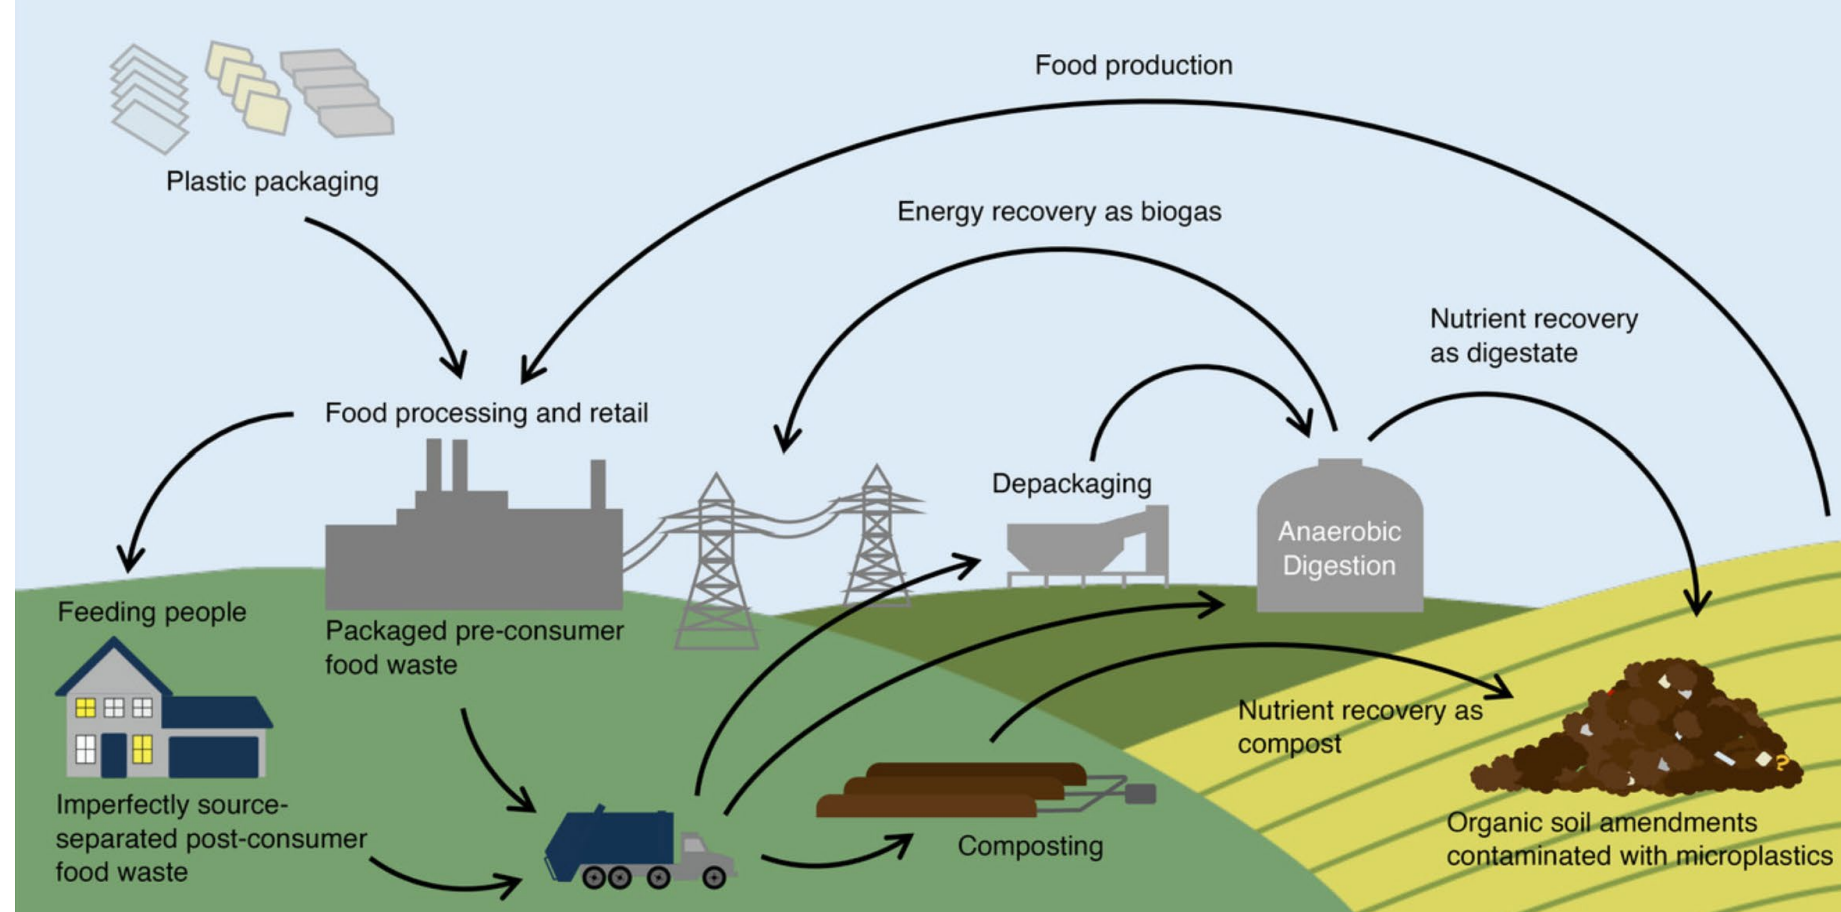 Plastic packaging
Food production
Energy recovery as biogas
Nutrient recovery
as digestate
Food processing and retail
Depackaging
Anaerobic
Digestion
Feeding people
Packaged pre-consumer
food waste
Nutrient recovery as
compost
Imperfectly source-
separated post-consumer
food waste
Composting
?
Organic soil amendments
contaminated with microplastics